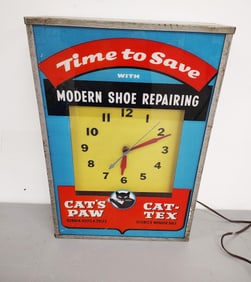 Time to Save
WITH
MODERN SHOE REPAIRING
12
11 1
10 2
9 3
8 4
7 5
6
CAT'S CAT-
PAW TEX